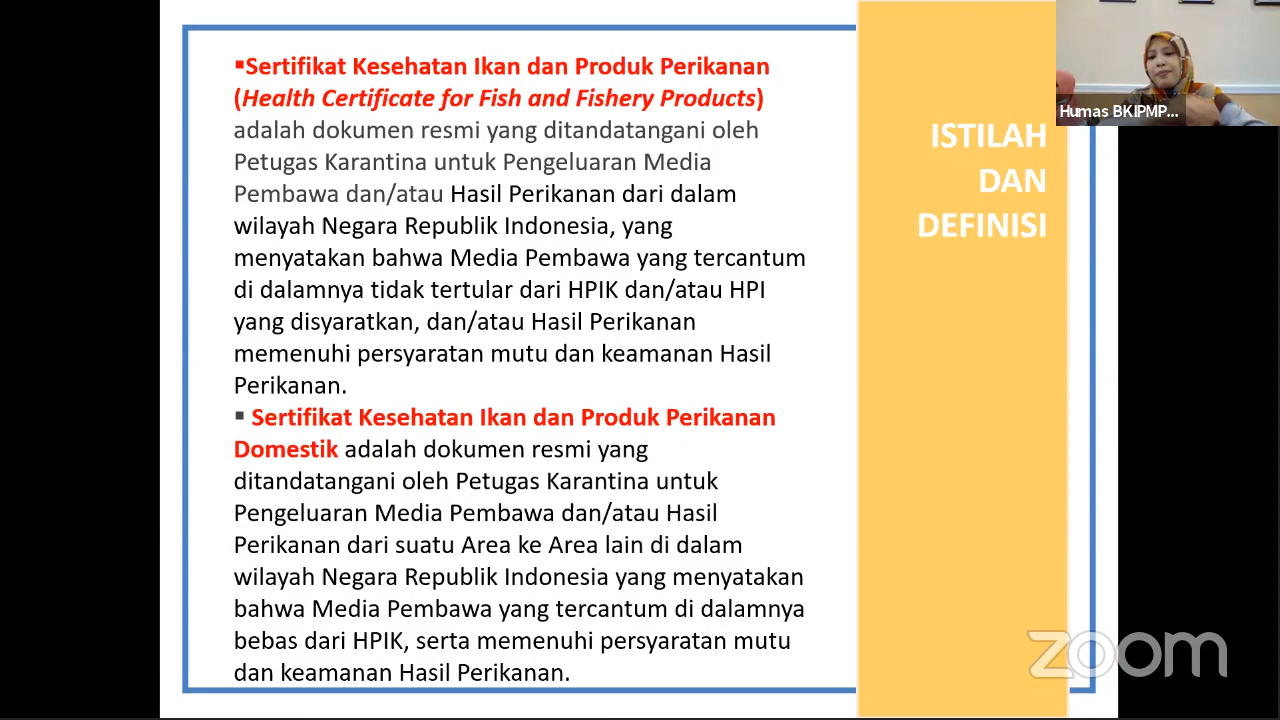 ▪Sertifikat Kesehatan Ikan dan Produk Perikanan
(Health Certificate for Fish and Fishery Products)
adalah dokumen resmi yang ditandatangani oleh
Petugas Karantina untuk Pengeluaran Media
Pembawa dan/atau Hasil Perikanan dari dalam
wilayah Negara Republik Indonesia, yang
menyatakan bahwa Media Pembawa yang tercantum
di dalamnya tidak tertular dari HPIK dan/atau HPI
yang disyaratkan, dan/atau Hasil Perikanan
memenuhi persyaratan mutu dan keamanan Hasil
Perikanan.
▪ Sertifikat Kesehatan Ikan dan Produk Perikanan
Domestik adalah dokumen resmi yang
ditandatangani oleh Petugas Karantina untuk
Pengeluaran Media Pembawa dan/atau Hasil
Perikanan dari suatu Area ke Area lain di dalam
wilayah Negara Republik Indonesia yang menyatakan
bahwa Media Pembawa yang tercantum di dalamnya
bebas dari HPIK, serta memenuhi persyaratan mutu
dan keamanan Hasil Perikanan.
ISTILAH
DAN
DEFINISI
Humas BKIPMP...
zoom